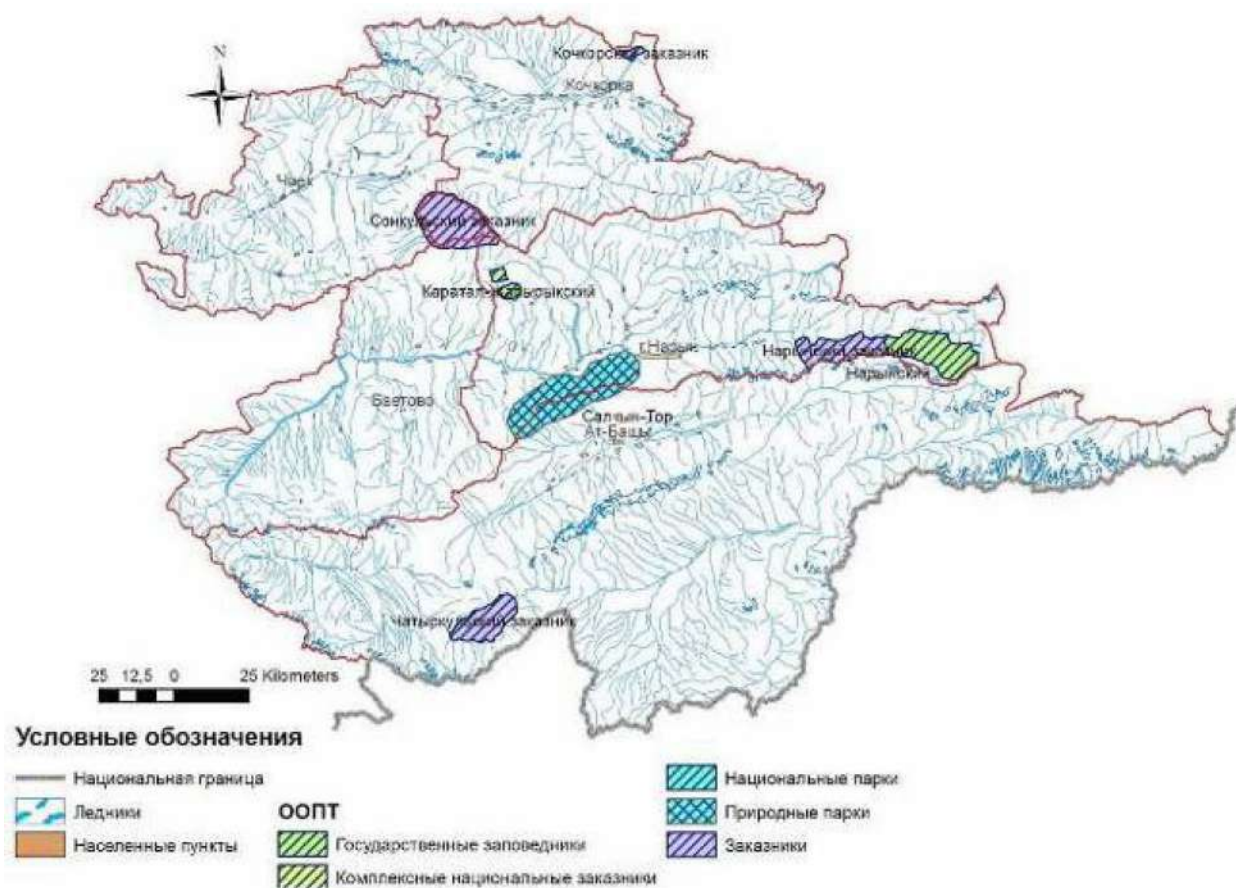 N
Кочкорский заказник
Кочкорка
Чаек
Сонкульский заказник
Каратал-Жапырыкский
г.Нарын
Нарынский заказник
Нарынский
Баетово
Салкын-Тор
Ат-Башы
Чатыркульский заказник
25 12,5 0 25 Kilometers
Условные обозначения
Национальная граница
Ледники
Населенные пункты
ООПТ
Государственные заповедники
Комплексные национальные заказники
Национальные парки
Природные парки
Заказники